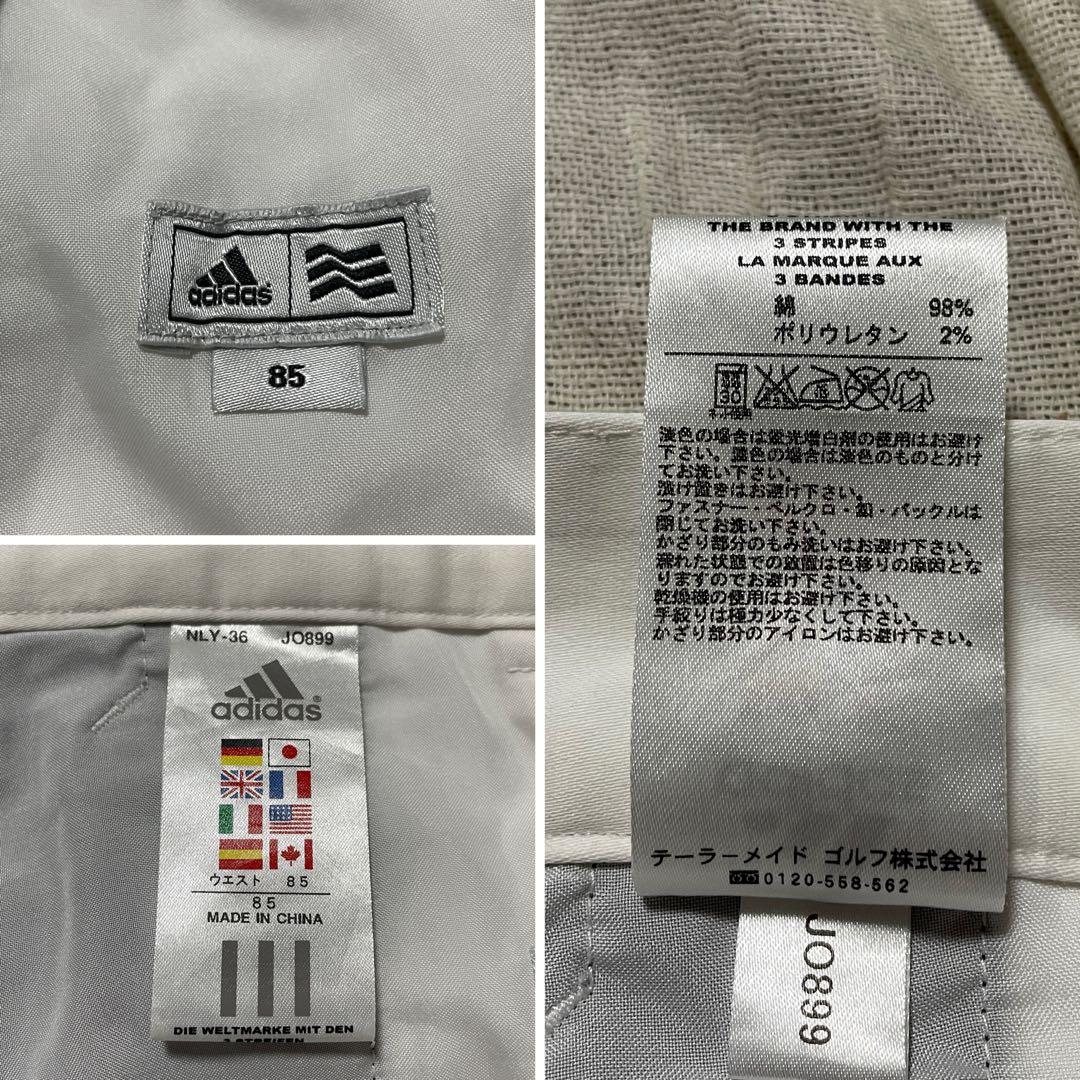 adidas
85
THE BRAND WITH THE
3 STRIPES
LA MARQUE AUX
3 BANDES
綿 98%
ポリウレタン 2%
30
ネット使用
淡色の場合は蛍光増白剤の使用はお避け
下さい。濃色の場合は淡色のものと分け
てお洗い下さい。
漬け置きはお避け下さい。
ファスナー・ベルクロ・釦・バックルは
閉じてお洗い下さい。
かざり部分のもみ洗いはお避け下さい。
濡れた状態での放置は色移りの原因とな
りますのでお避け下さい。
乾燥機の使用はお避け下さい。
手絞りは極力少なくして下さい。
かざり部分のアイロンはお避け下さい。
テーラーメイド ゴルフ株式会社
0120-558-562
JO899
NLY-36 JO899
adidas®
ウエスト 85
85
MADE IN CHINA
DIE WELTMARKE MIT DEN
3 STREIFEN